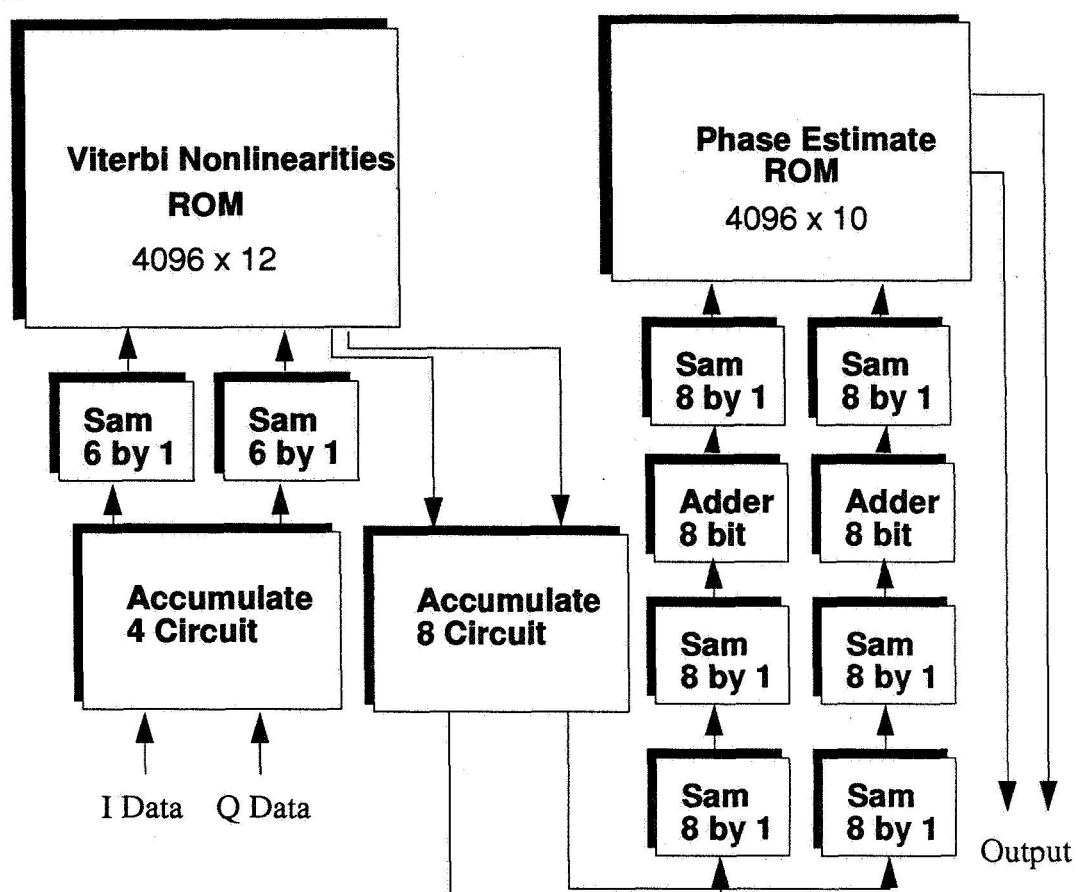 Viterbi Nonlinearities
ROM
4096 x 12
Phase Estimate
ROM
4096 x 10
Sam
6 by 1
Sam
6 by 1
Sam
8 by 1
Sam
8 by 1
Adder
8 bit
Adder
8 bit
Accumulate
4 Circuit
Accumulate
8 Circuit
Sam
8 by 1
Sam
8 by 1
Sam
8 by 1
Sam
8 by 1
I Data
Q Data
Output